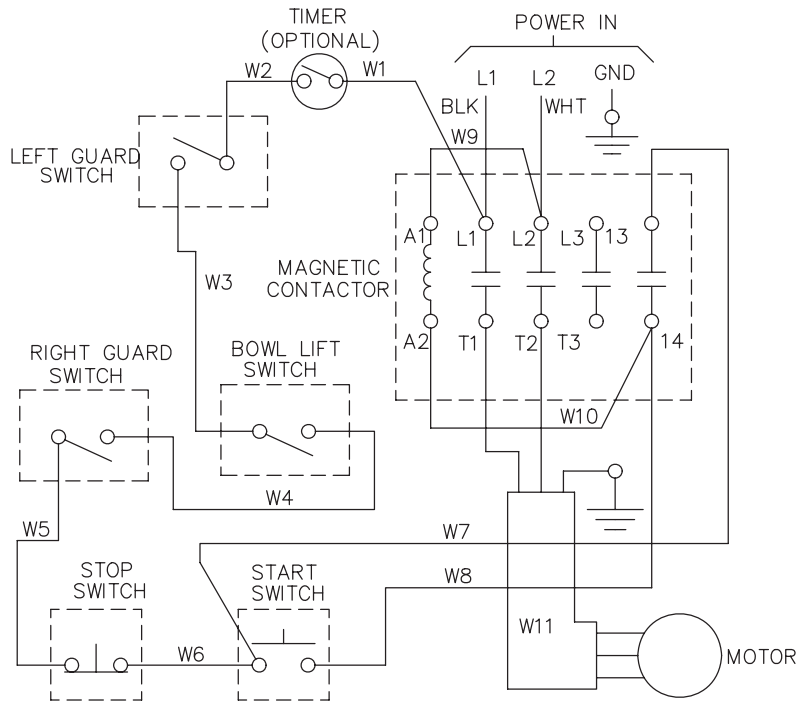 TIMER
(OPTIONAL)
POWER IN
W2
W1
L1
L2
GND
BLK
WHT
W9
LEFT GUARD
SWITCH
A1
L1
L2
L3
13
W3
MAGNETIC
CONTACTOR
A2
T1
T2
T3
14
RIGHT GUARD
SWITCH
BOWL LIFT
SWITCH
W10
W4
W5
W7
STOP
SWITCH
START
SWITCH
W8
W11
W6
MOTOR